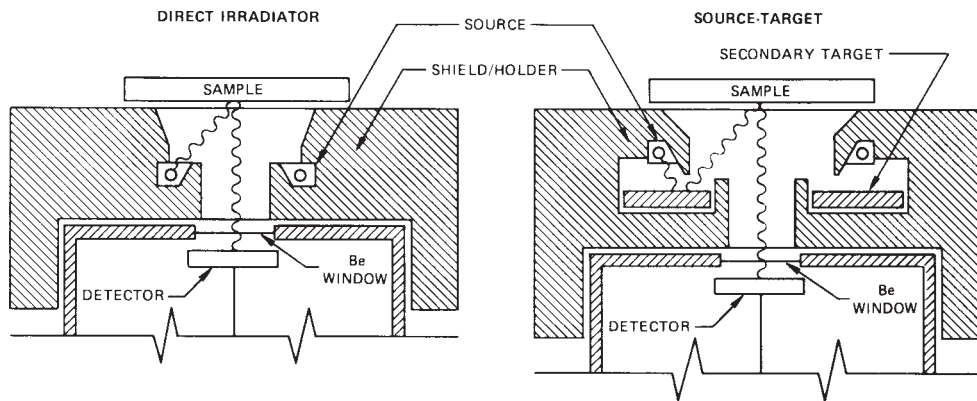 DIRECT IRRADIATOR
SOURCE-TARGET
SOURCE
SECONDARY TARGET
SHIELD/HOLDER
SAMPLE
SAMPLE
Be
WINDOW
DETECTOR
Be
WINDOW
DETECTOR